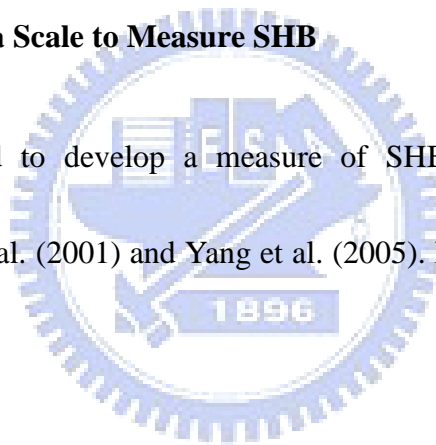 a Scale to Measure SHB
d to develop a measure of SHB
al. (2001) and Yang et al. (2005).
1896